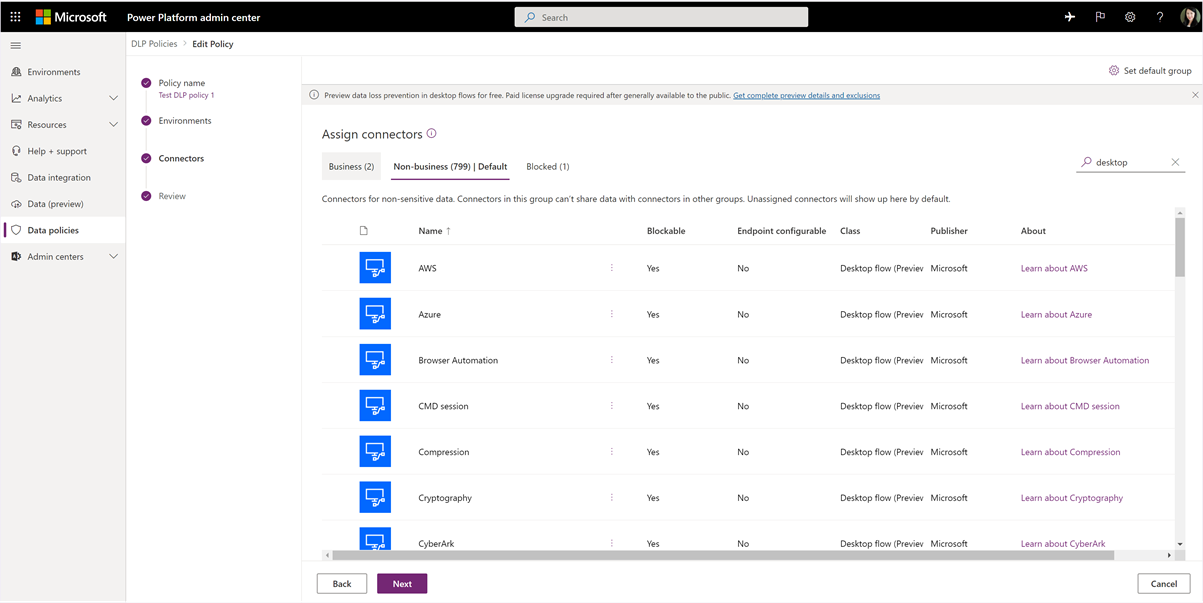 Microsoft Power Platform admin center Search ?
DLP Policies > Edit Policy
Environments
Analytics
Resources
Help + support
Data integration
Data (preview)
Data policies
Admin centers
Policy name
Test DLP policy 1
Environments
Connectors
Review
Set default group
Preview data loss prevention in desktop flows for free. Paid license upgrade required after generally available to the public. Get complete preview details and exclusions
Assign connectors
Business (2) Non-business (799) | Default Blocked (1) desktop
Connectors for non-sensitive data. Connectors in this group can't share data with connectors in other groups. Unassigned connectors will show up here by default.
Name ↑ Blockable Endpoint configurable Class Publisher About
AWS Yes No Desktop flow (Preview Microsoft Learn about AWS
Azure Yes No Desktop flow (Preview Microsoft Learn about Azure
Browser Automation Yes No Desktop flow (Preview Microsoft Learn about Browser Automation
CMD session Yes No Desktop flow (Preview Microsoft Learn about CMD session
Compression Yes No Desktop flow (Preview Microsoft Learn about Compression
Cryptography Yes No Desktop flow (Preview Microsoft Learn about Cryptography
CyberArk Yes No Desktop flow (Preview Microsoft Learn about CyberArk
Back Next Cancel